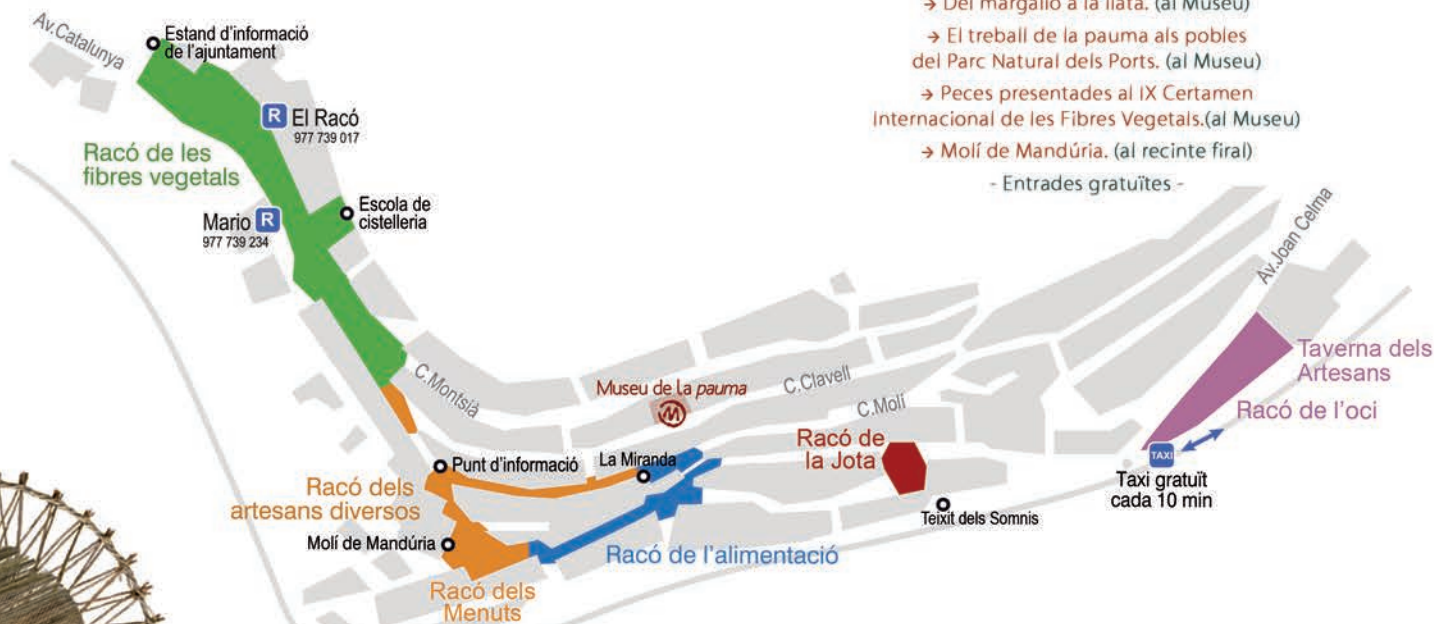 → Del margalló a la llata. (al Museu)
→ El treball de la pauma als pobles
del Parc Natural dels Ports. (al Museu)
→ Peces presentades al IX Certamen
Internacional de les Fibres Vegetals.(al Museu)
→ Molí de Mandúria. (al recinte firal)
- Entrades gratuïtes -
Av.Catalunya
Estand d'informació
de l'ajuntament
R El Racó
977 739 017
Racó de les
fibres vegetals
Mario R
977 739 234
Escola de
cistelleria
Av.Joan Celma
C.Montsià
Museu de la pauma
M
C.Clavell
C.Molí
Taverna dels
Artesans
Racó de l'oci
Racó de
la Jota
TAXI
Taxi gratuït
cada 10 min
Punt d'informació
La Miranda
Racó dels
artesans diversos
Teixit dels Somnis
Molí de Mandúria
Racó de l'alimentació
Racó dels
Menuts